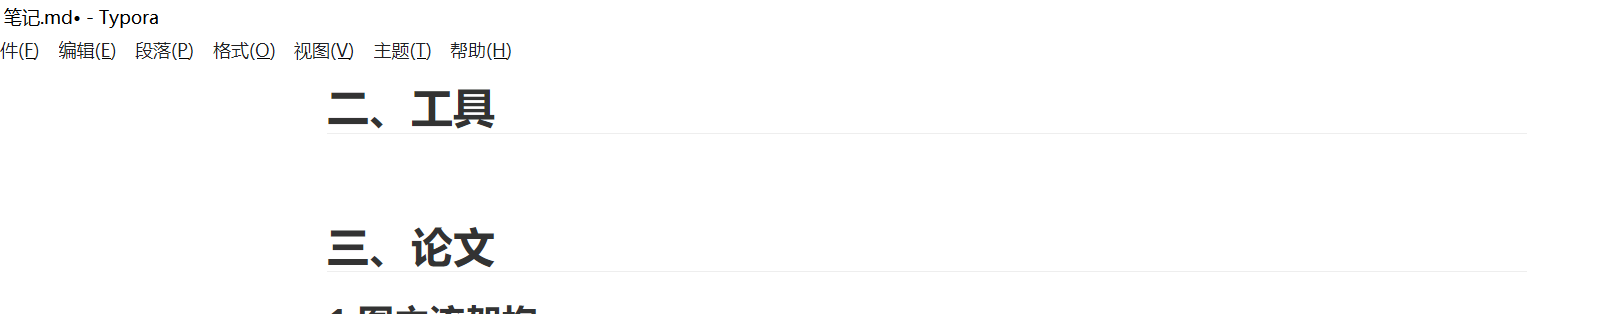 笔记.md• - Typora
件(F) 编辑(E) 段落(P) 格式(O) 视图(V) 主题(T) 帮助(H)
二、工具
三、论文